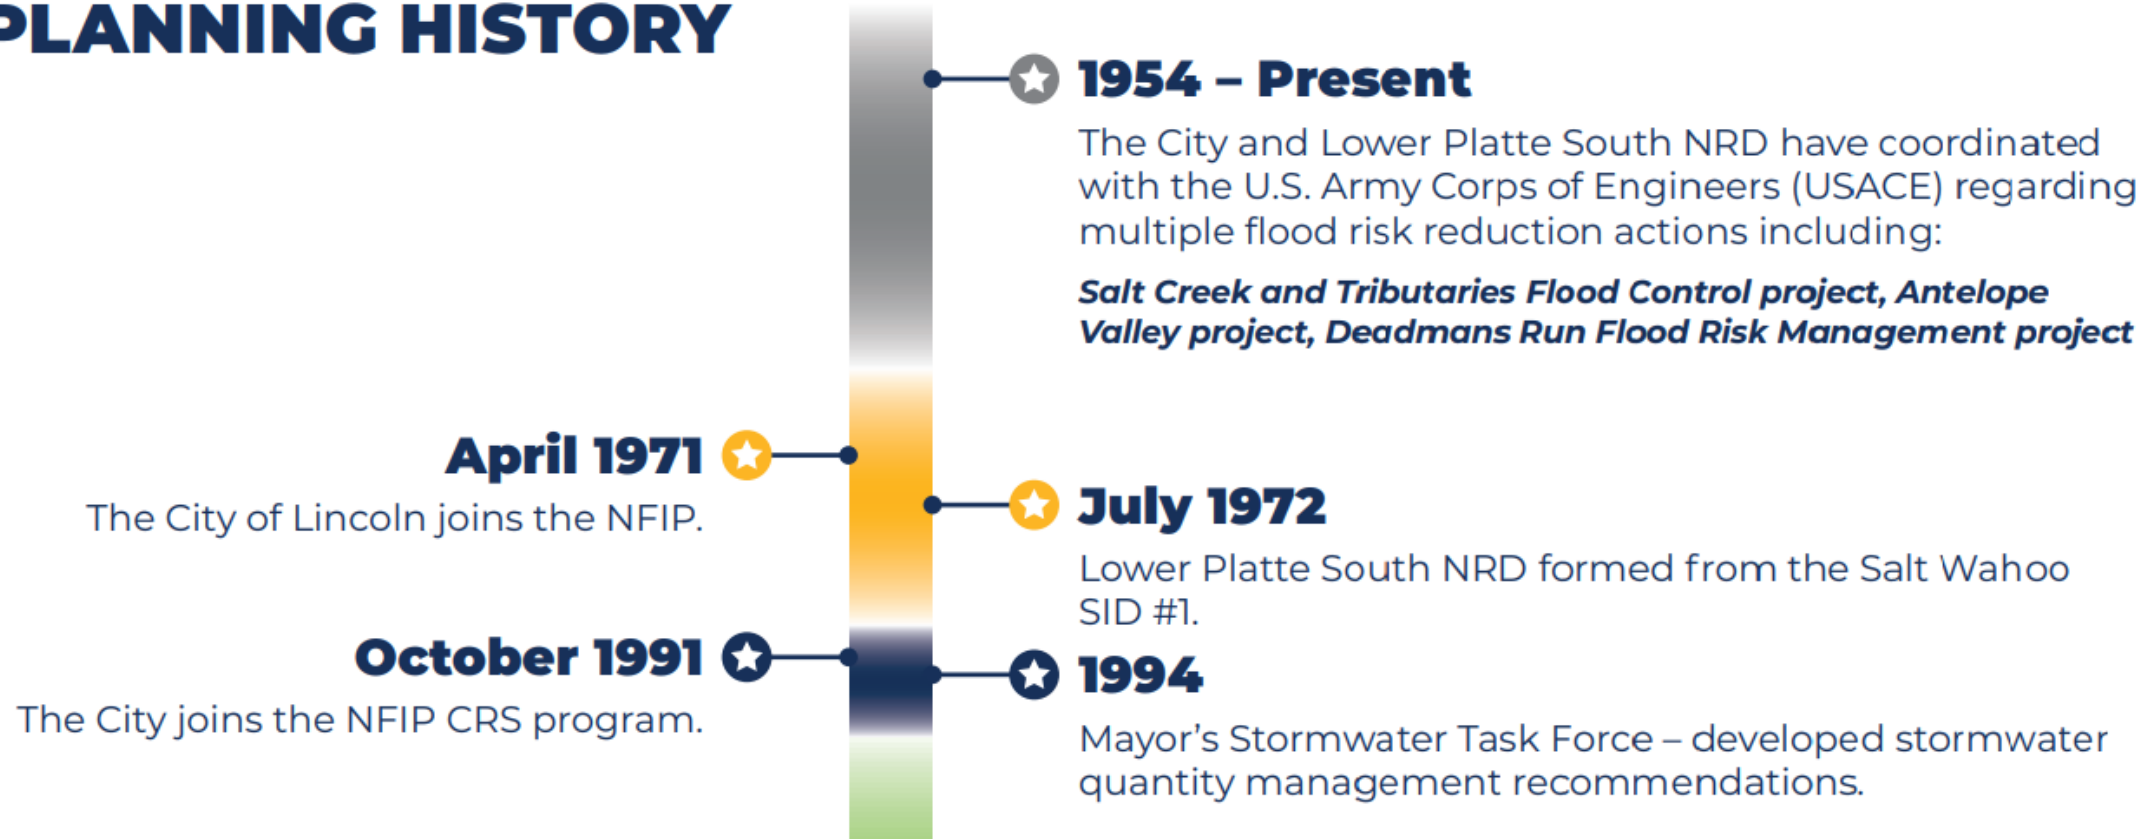 PLANNING HISTORY
1954 – Present
The City and Lower Platte South NRD have coordinated
with the U.S. Army Corps of Engineers (USACE) regarding
multiple flood risk reduction actions including:
Salt Creek and Tributaries Flood Control project, Antelope
Valley project, Deadmans Run Flood Risk Management project
April 1971
The City of Lincoln joins the NFIP.
July 1972
Lower Platte South NRD formed from the Salt Wahoo
SID #1.
October 1991
The City joins the NFIP CRS program.
1994
Mayor’s Stormwater Task Force – developed stormwater
quantity management recommendations.